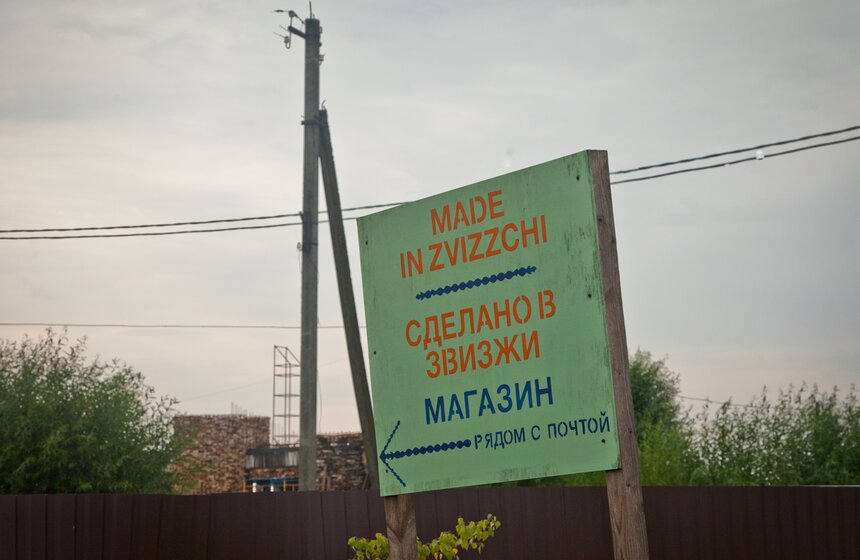 MADE
IN ZVIZZCHI
СДЕЛАНО В
ЗВИЗЖИ
МАГАЗИН
РЯДОМ С ПОЧТОЙ